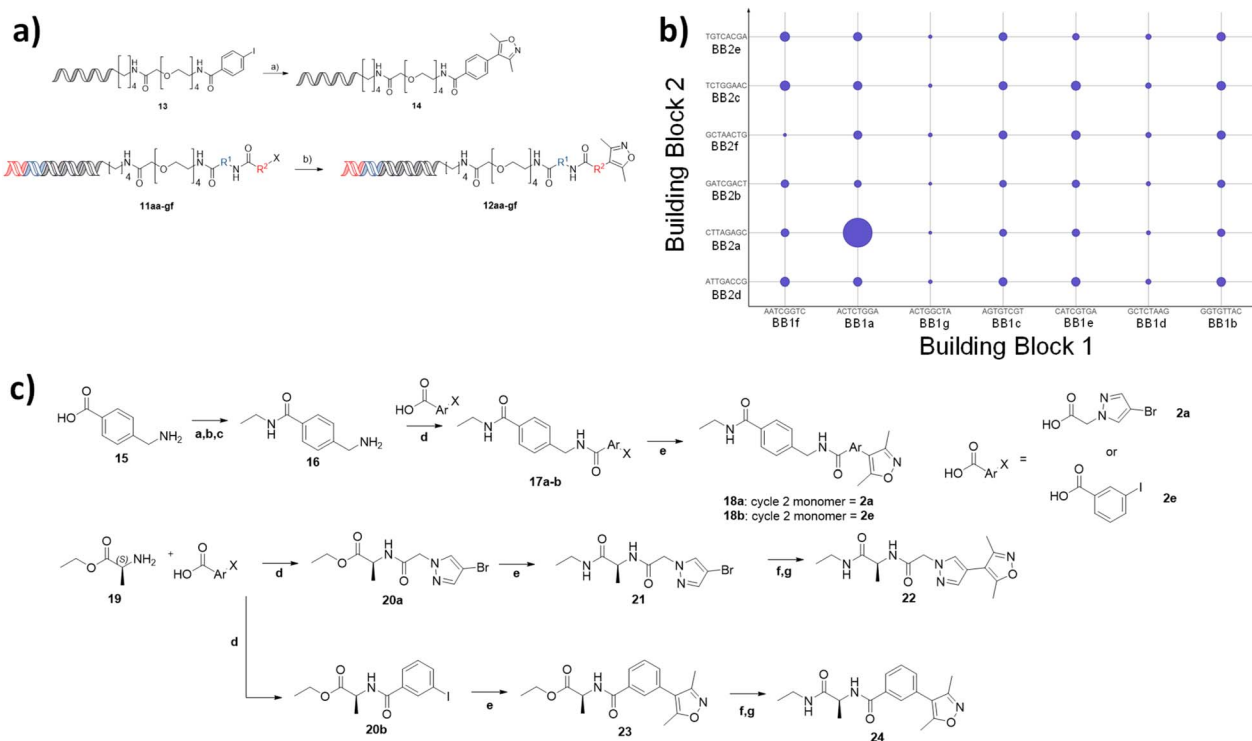 a)
a)
13
14
b)
11aa-gf
12aa-gf
b)
Building Block 2
TGTCACGA
BB2e
TCTGGAAC
BB2c
GCTAACTG
BB2f
GATCGACT
BB2b
CTTAGAGC
BB2a
ATTGACCG
BB2d
AATCGGTC ACTCTGGA ACTGGCTA AGTGTCGT CATCGTGA GCTCTAAG GGTGTTAC
BB1f BB1a BB1g BB1c BB1e BB1d BB1b
Building Block 1
c)
15
a,b,c
16
d
17a-b
e
18a: cycle 2 monomer = 2a
18b: cycle 2 monomer = 2e
=
2a
or
2e
19
+
d
20a
e
21
f,g
22
d
20b
e
23
f,g
24